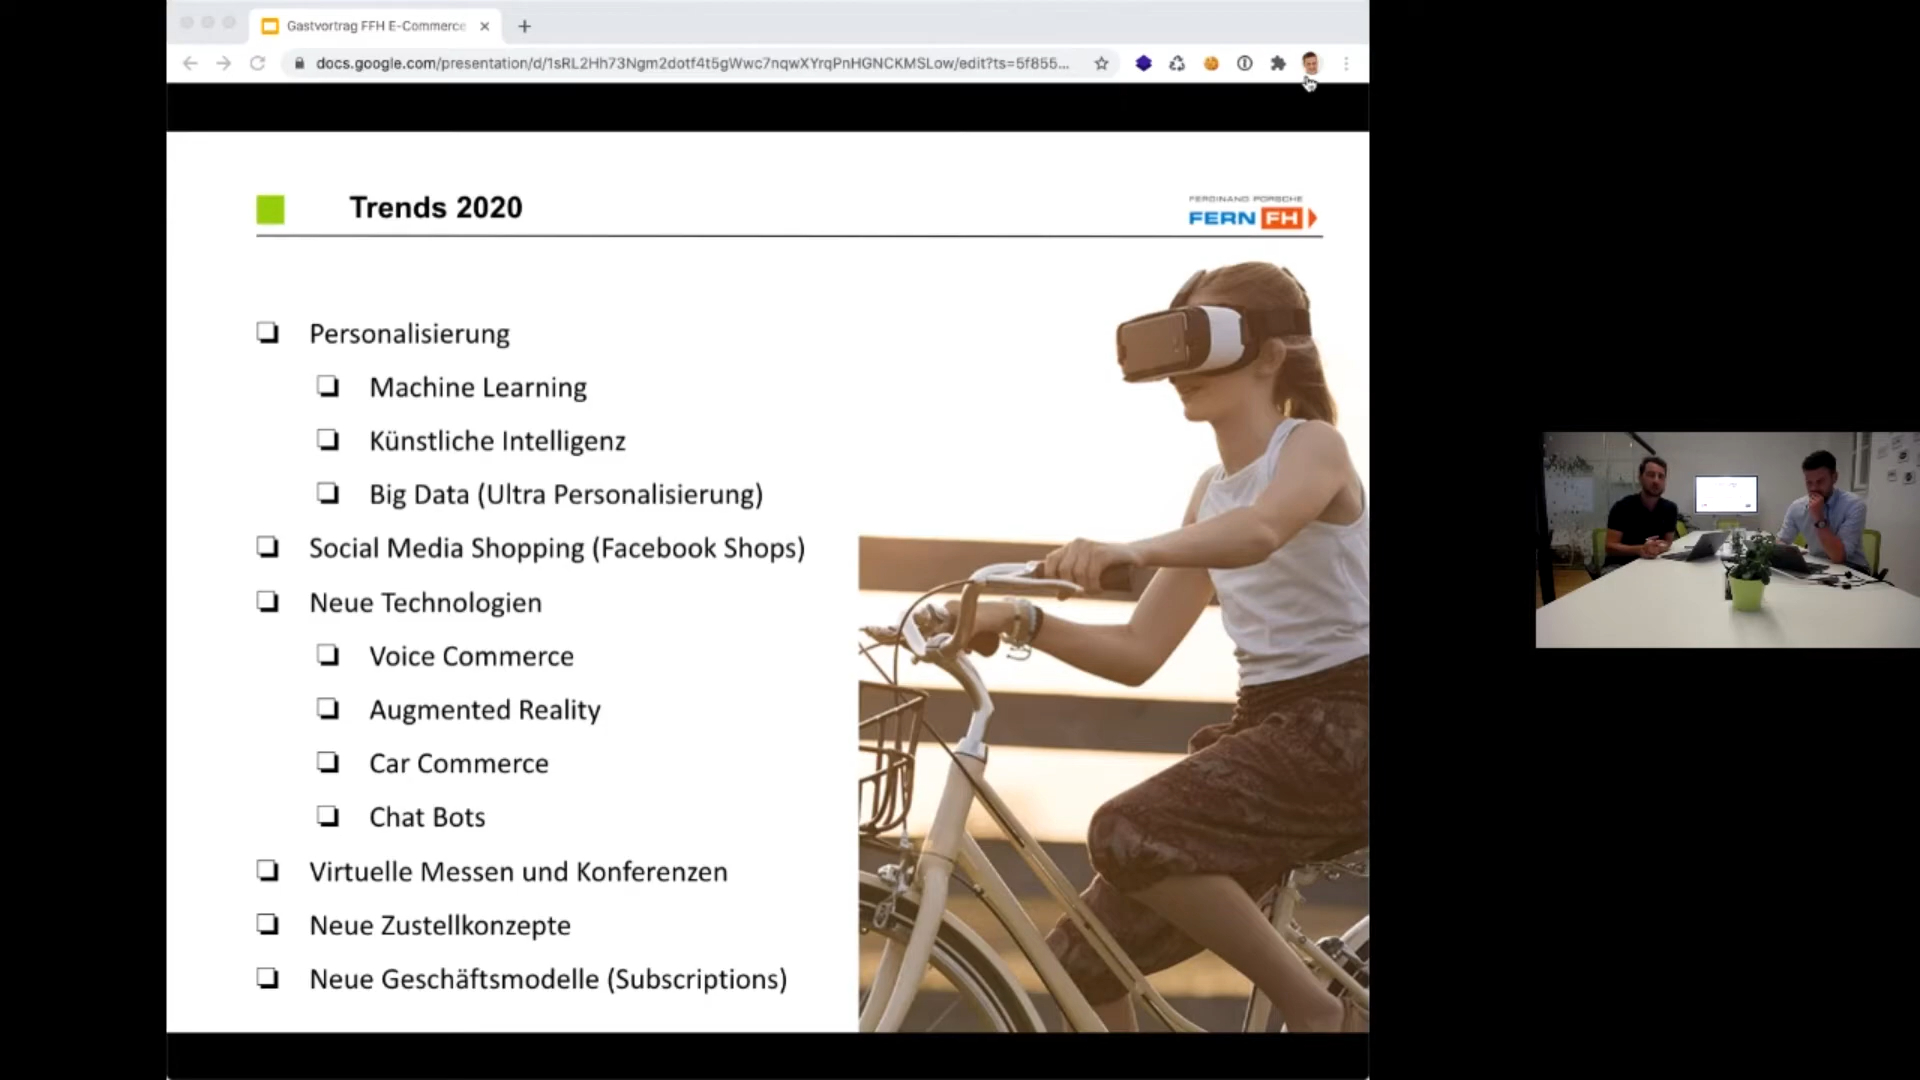 Gastvortrag FFH E-Commerce
docs.google.com/presentation/d/1sRL2Hh73Ngm2dotf4t5gWwc7nqwXYrqPnHGNCKMSLow/edit?ts=5f855...
Trends 2020
FERDINAND PORSCHE
FERN FH
Personalisierung
Machine Learning
Künstliche Intelligenz
Big Data (Ultra Personalisierung)
Social Media Shopping (Facebook Shops)
Neue Technologien
Voice Commerce
Augmented Reality
Car Commerce
Chat Bots
Virtuelle Messen und Konferenzen
Neue Zustellkonzepte
Neue Geschäftsmodelle (Subscriptions)